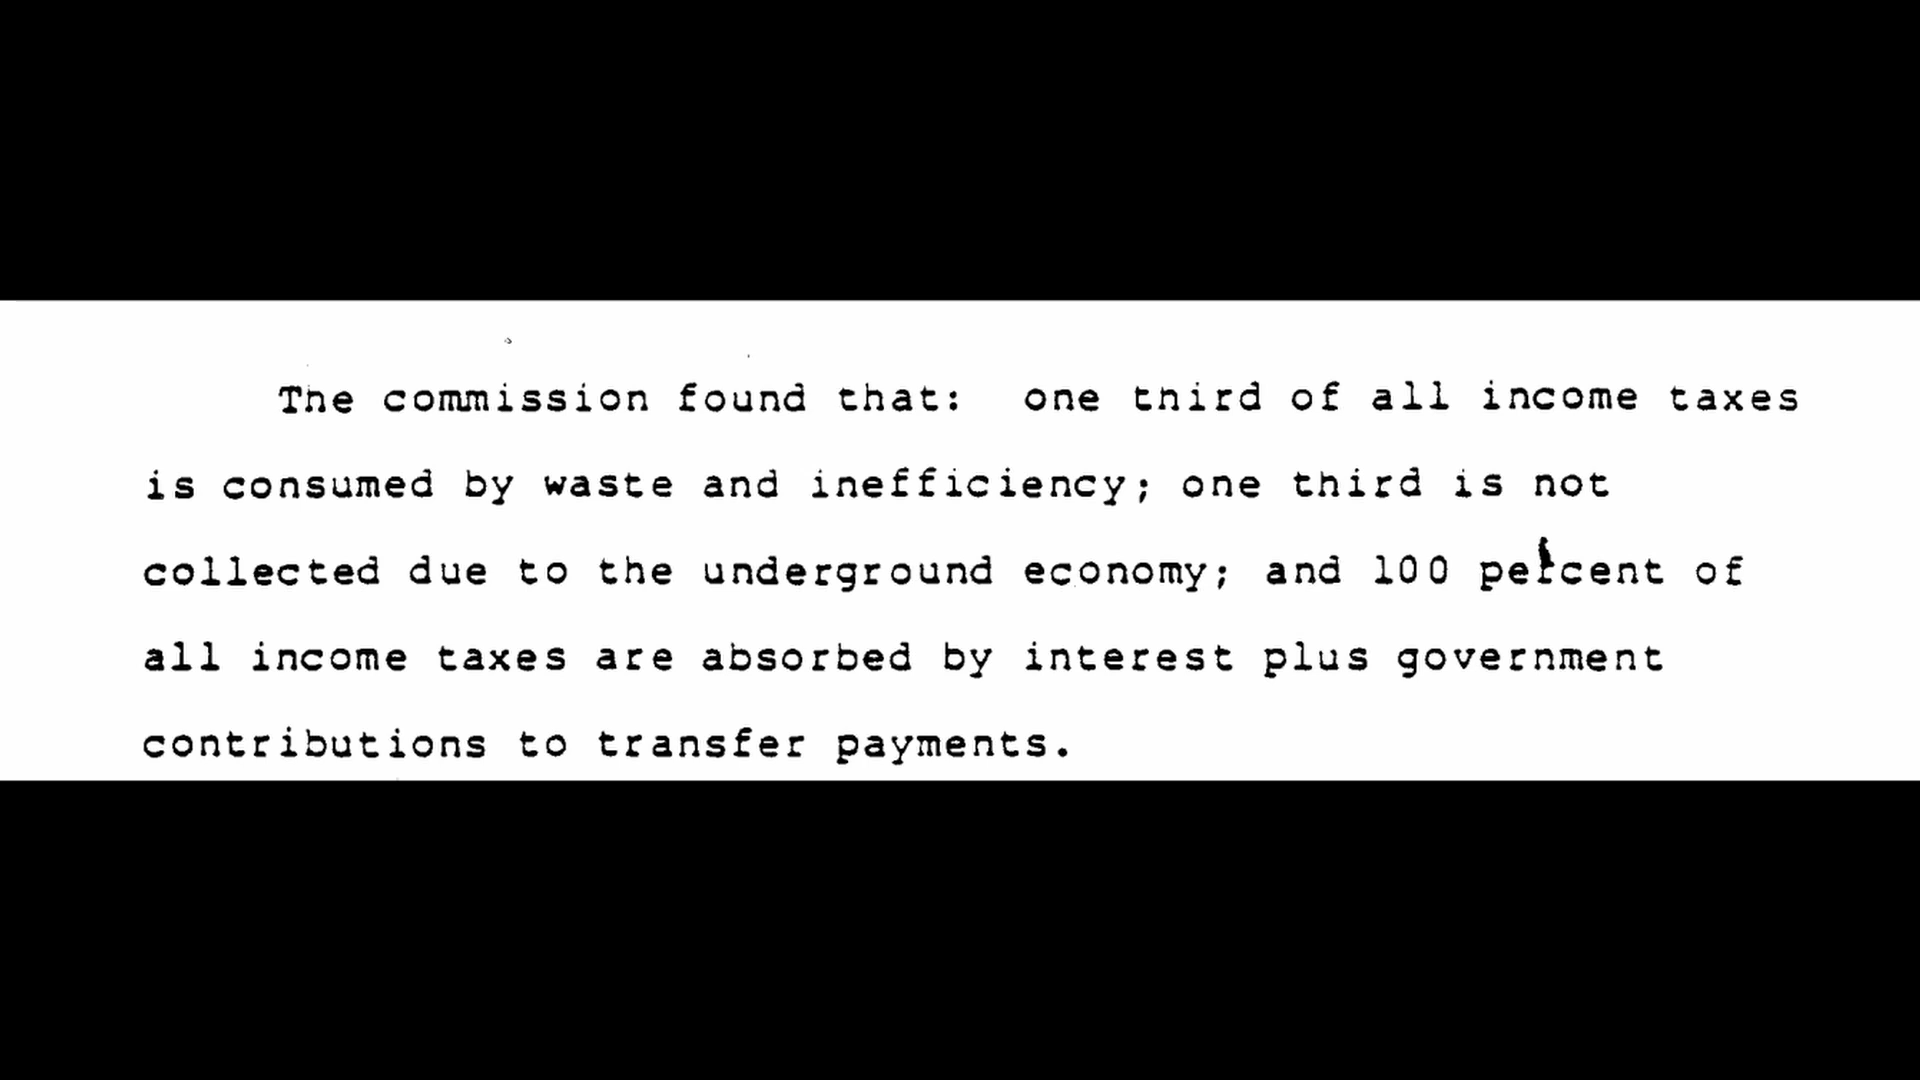 The commission found that:  one third of all income taxes
is consumed by waste and inefficiency; one third is not
collected due to the underground economy; and 100 percent of
all income taxes are absorbed by interest plus government
contributions to transfer payments.